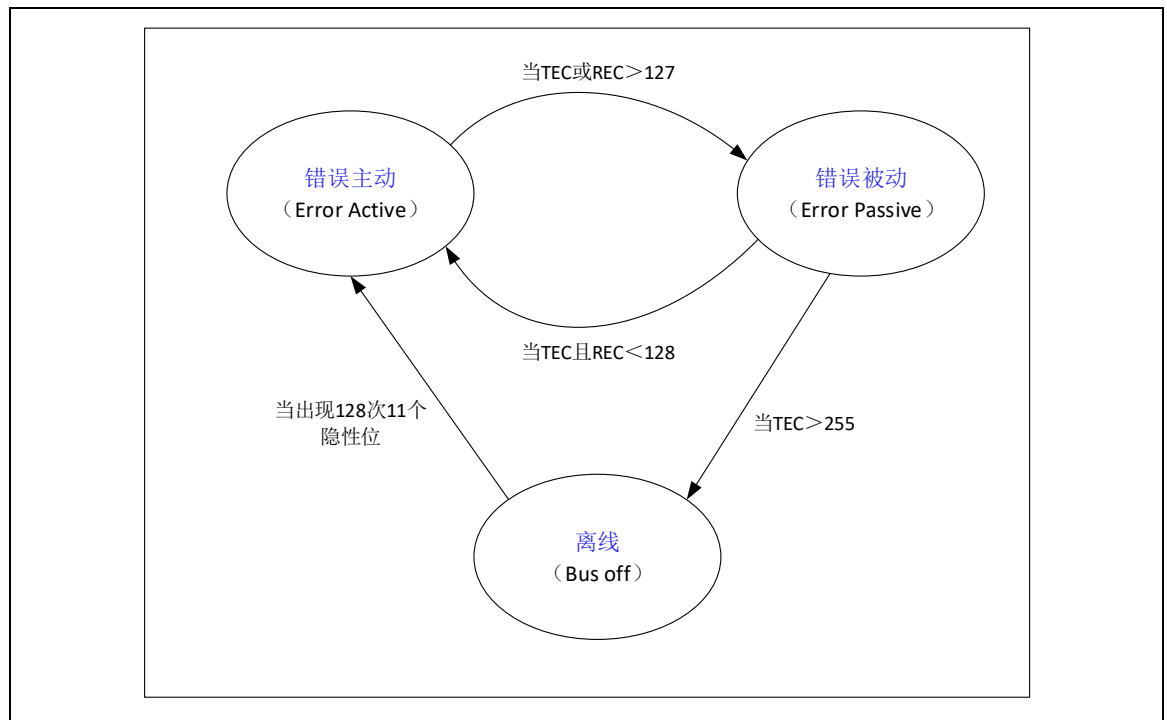 当TEC或REC＞127
错误主动
（Error Active）
错误被动
（Error Passive）
当TEC且REC＜128
当出现128次11个
隐性位
当TEC＞255
离线
（Bus off）